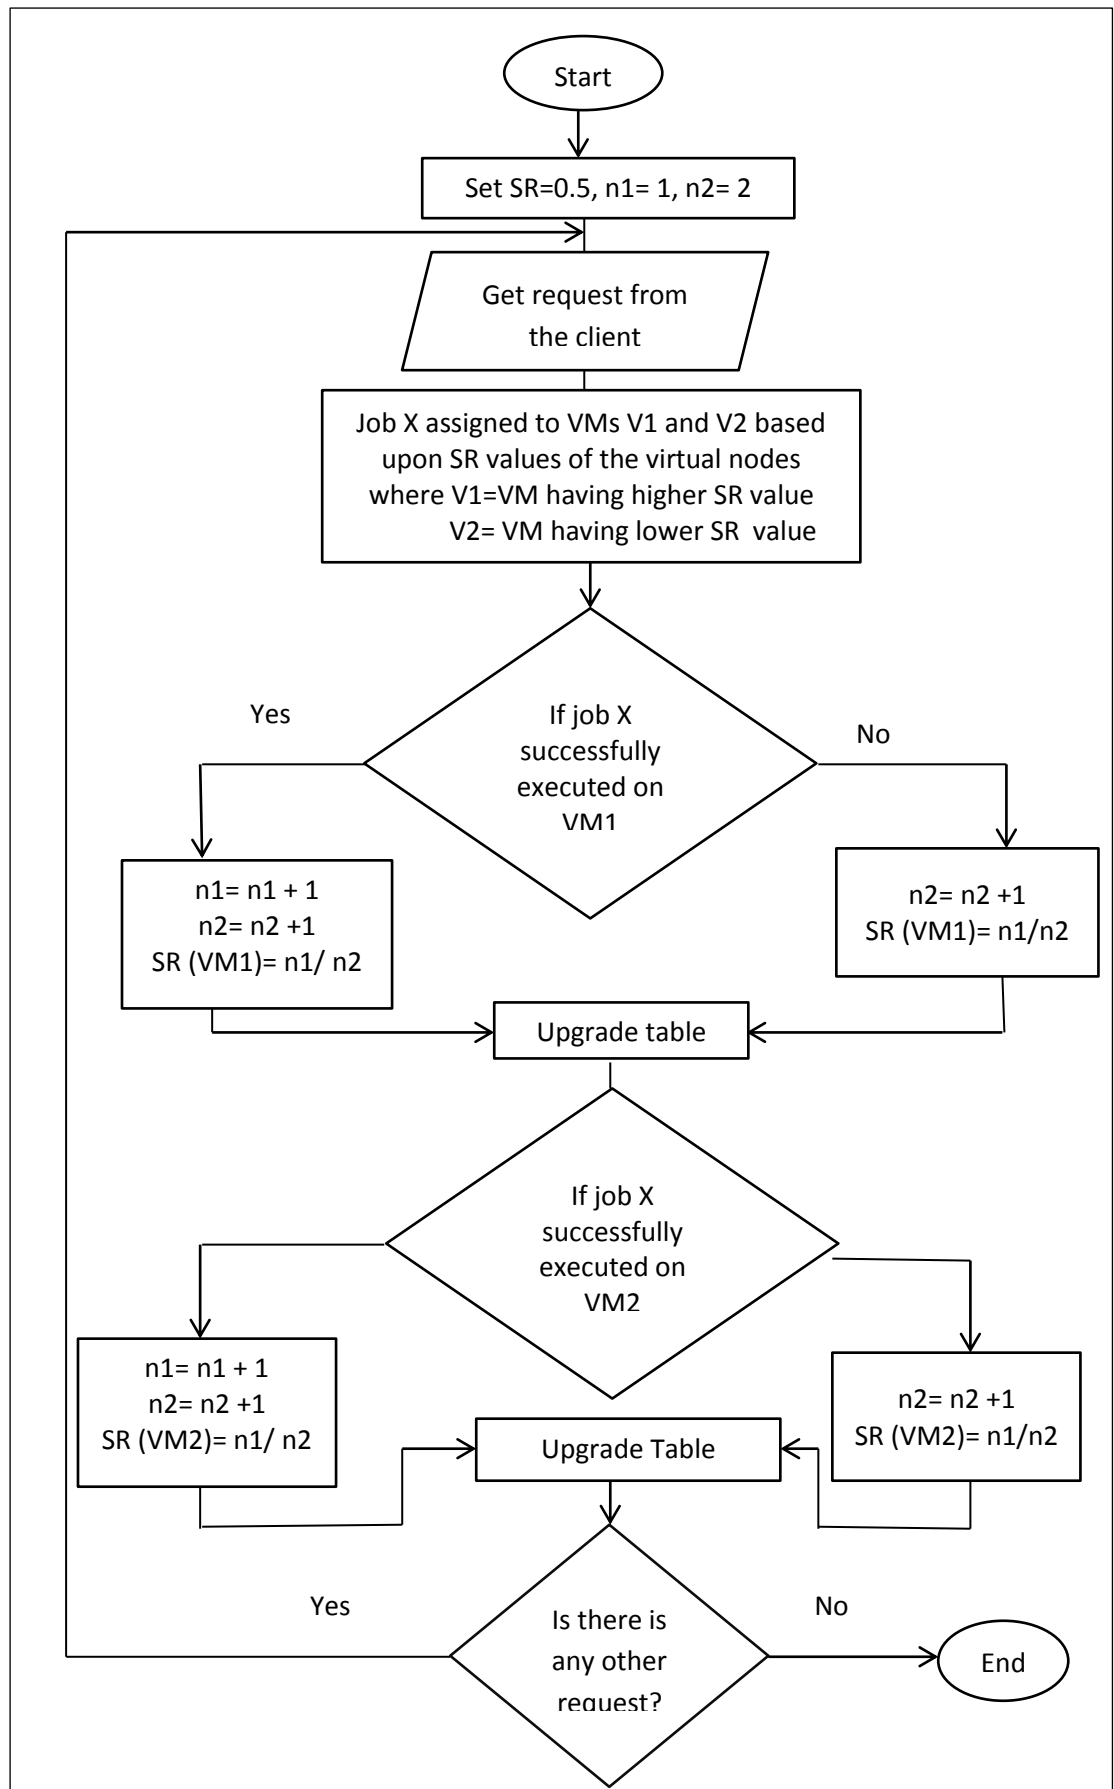 Start
Set SR=0.5, n1= 1, n2= 2
Get request from
the client
Job X assigned to VMs V1 and V2 based
upon SR values of the virtual nodes
where V1=VM having higher SR value
V2= VM having lower SR value
Yes
If job X
successfully
executed on
VM1
No
n1= n1 + 1
n2= n2 +1
SR (VM1)= n1/ n2
n2= n2 +1
SR (VM1)= n1/n2
Upgrade table
If job X
successfully
executed on
VM2
n1= n1 + 1
n2= n2 +1
SR (VM2)= n1/ n2
n2= n2 +1
SR (VM2)= n1/n2
Upgrade Table
Yes
No
Is there is
any other
request?
End